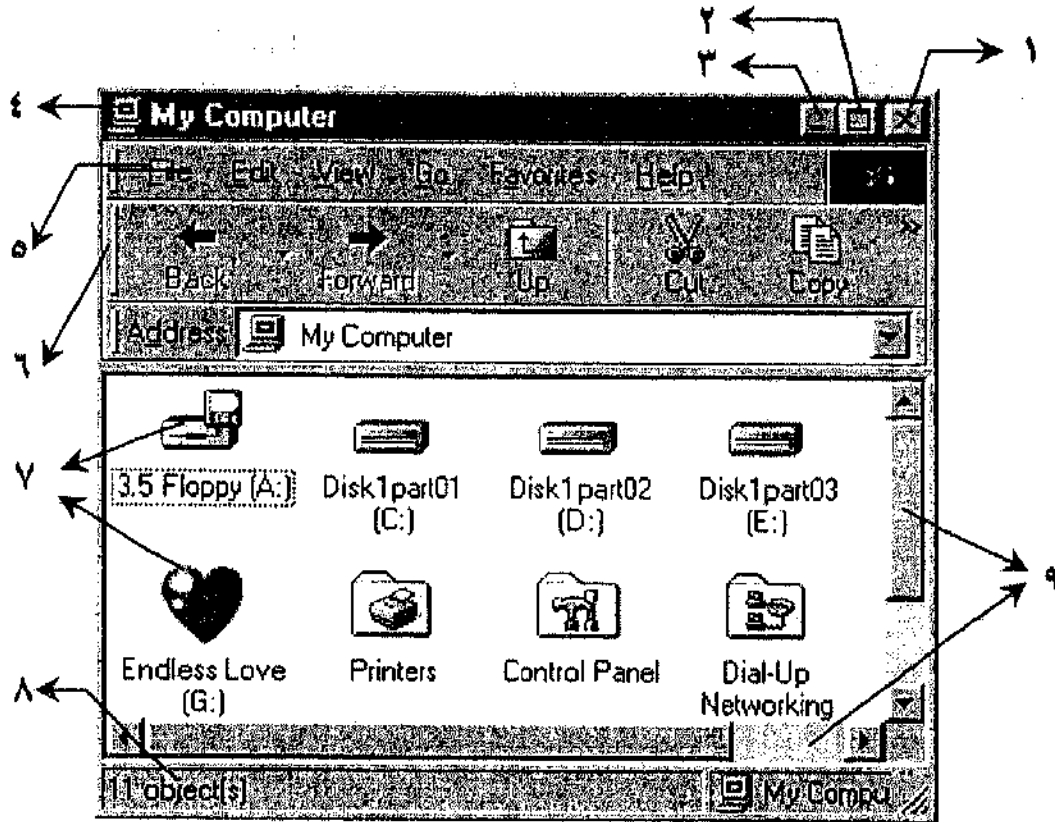 ٢
٣
١
٤
My Computer
File Edit View Go Favorites Help
٥
Back Forward Up Cut Copy »
٦
Address My Computer
٧
3.5 Floppy (A:) Disk1part01 (C:) Disk1part02 (D:) Disk1part03 (E:)
٩
Endless Love (G:) Printers Control Panel Dial-Up Networking
٨
11 object(s) My Compu